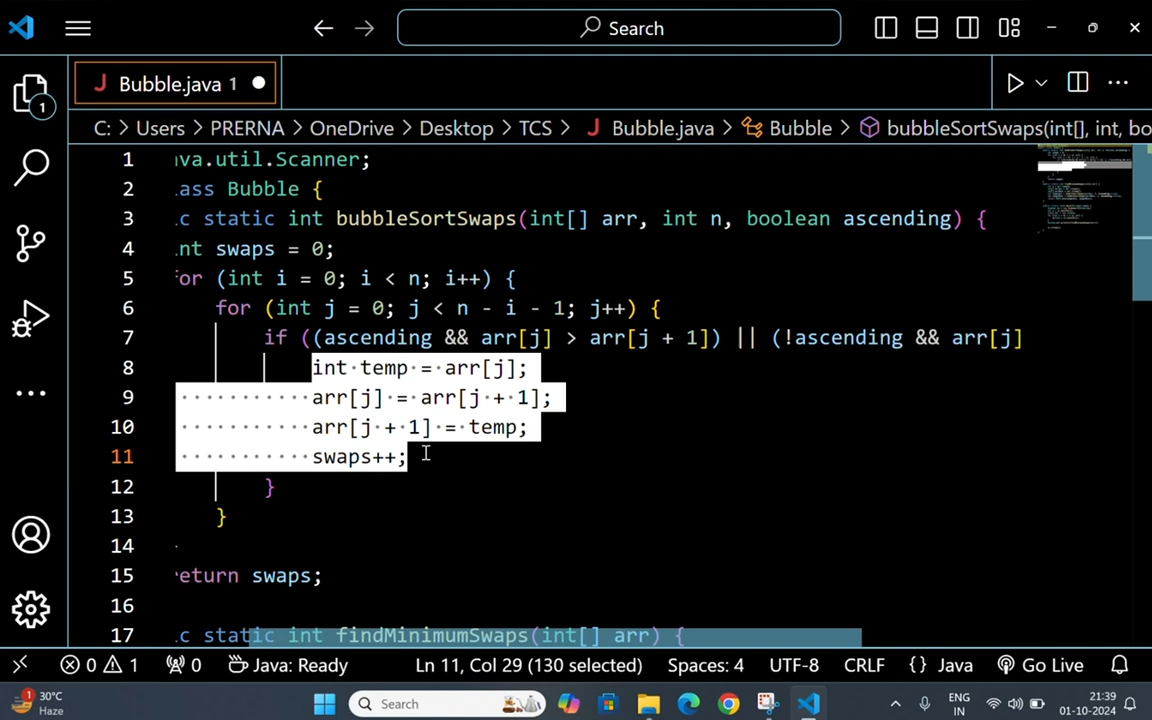 Search
Bubble.java 1
C: > Users > PRERNA > OneDrive > Desktop > TCS > Bubble.java > Bubble > bubbleSortSwaps(int[], int, bo
1 va.util.Scanner;
2 ass Bubble {
3 c static int bubbleSortSwaps(int[] arr, int n, boolean ascending) {
4 nt swaps = 0;
5 for (int i = 0; i < n; i++) {
6 for (int j = 0; j < n - i - 1; j++) {
7 if ((ascending && arr[j] > arr[j + 1]) || (!ascending && arr[j]
8 int temp = arr[j];
9 arr[j] = arr[j + 1];
10 arr[j + 1] = temp;
11 swaps++;
12 }
13 }
14
15 return swaps;
16
17 c static int findMinimumSwaps(int[] arr) {
1
0 1 0 Java: Ready Ln 11, Col 29 (130 selected) Spaces: 4 UTF-8 CRLF {} Java Go Live
1 30°C
Haze
Search
ENG
IN
21:39
01-10-2024